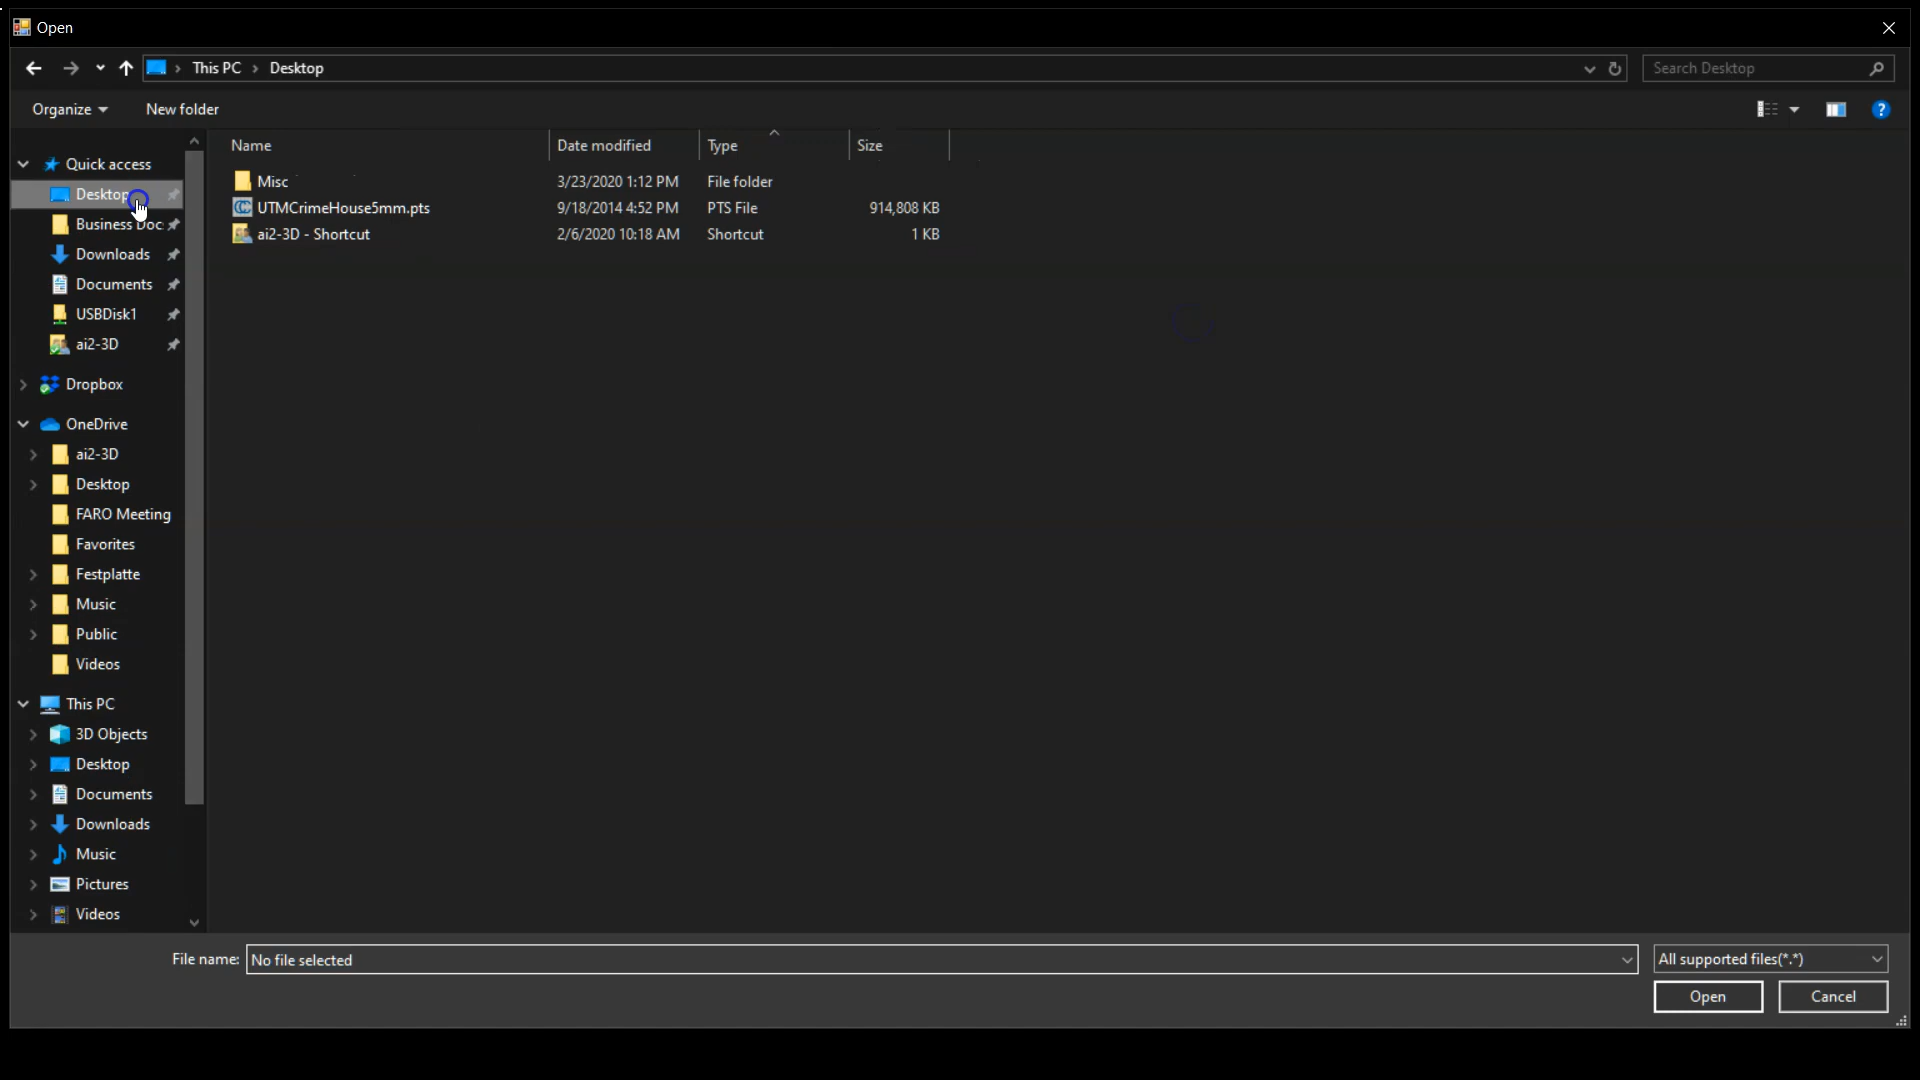 Open
This PC > Desktop
Search Desktop
Organize
New folder
Name
Date modified
Type
Size
Misc 3/23/2020 1:12 PM File folder
UTMCrimeHouse5mm.pts 9/18/2014 4:52 PM PTS File 914,808 KB
ai2-3D - Shortcut 2/6/2020 10:18 AM Shortcut 1 KB
Quick access
Desktop
Business Doc
Downloads
Documents
USBDisk1
ai2-3D
Dropbox
OneDrive
ai2-3D
Desktop
FARO Meeting
Favorites
Festplatte
Music
Public
Videos
This PC
3D Objects
Desktop
Documents
Downloads
Music
Pictures
Videos
File name: No file selected
All supported files(*.*)
Open
Cancel